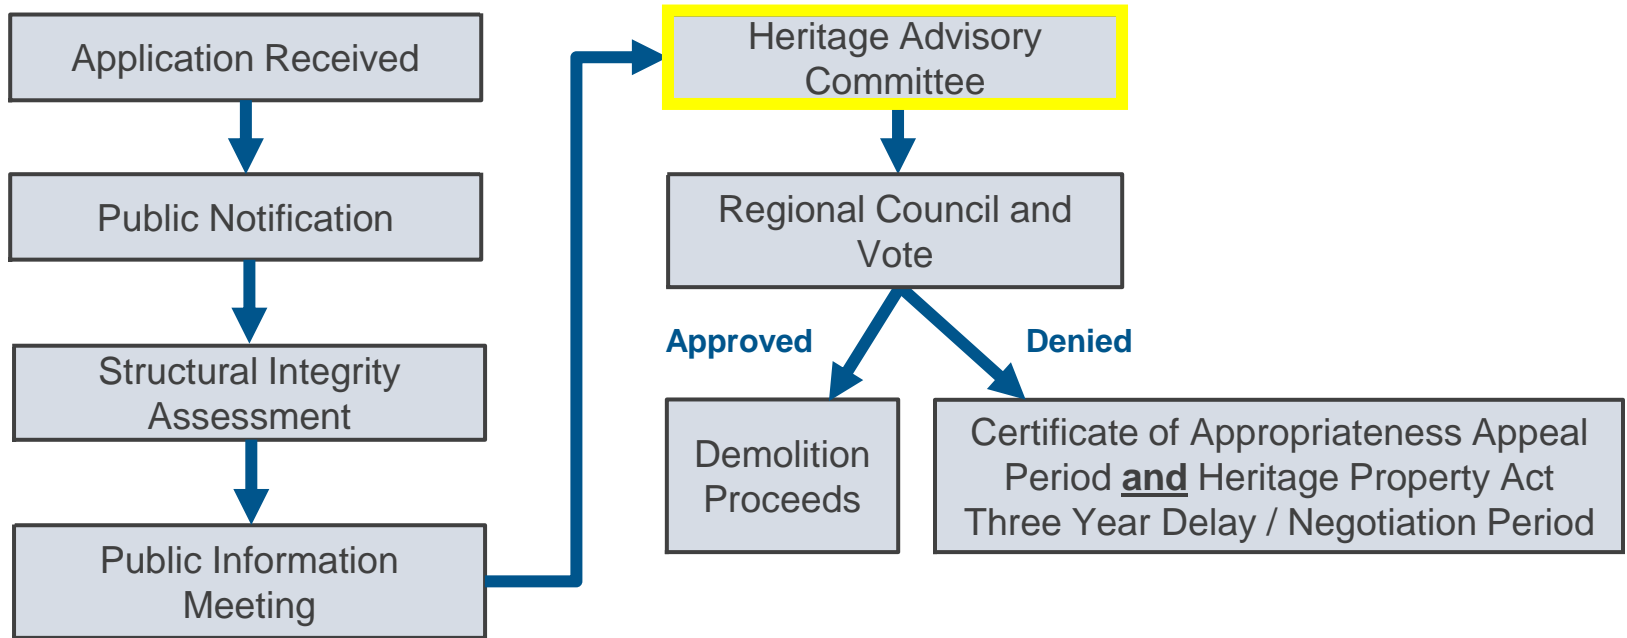 Application Received
Public Notification
Structural Integrity
Assessment
Public Information
Meeting
Heritage Advisory
Committee
Regional Council and
Vote
Approved
Denied
Demolition
Proceeds
Certificate of Appropriateness Appeal
Period and Heritage Property Act
Three Year Delay / Negotiation Period